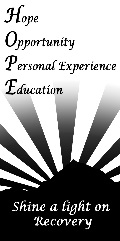 Hope
Opportunity
Personal Experience
Education
Shine a light on
Recovery